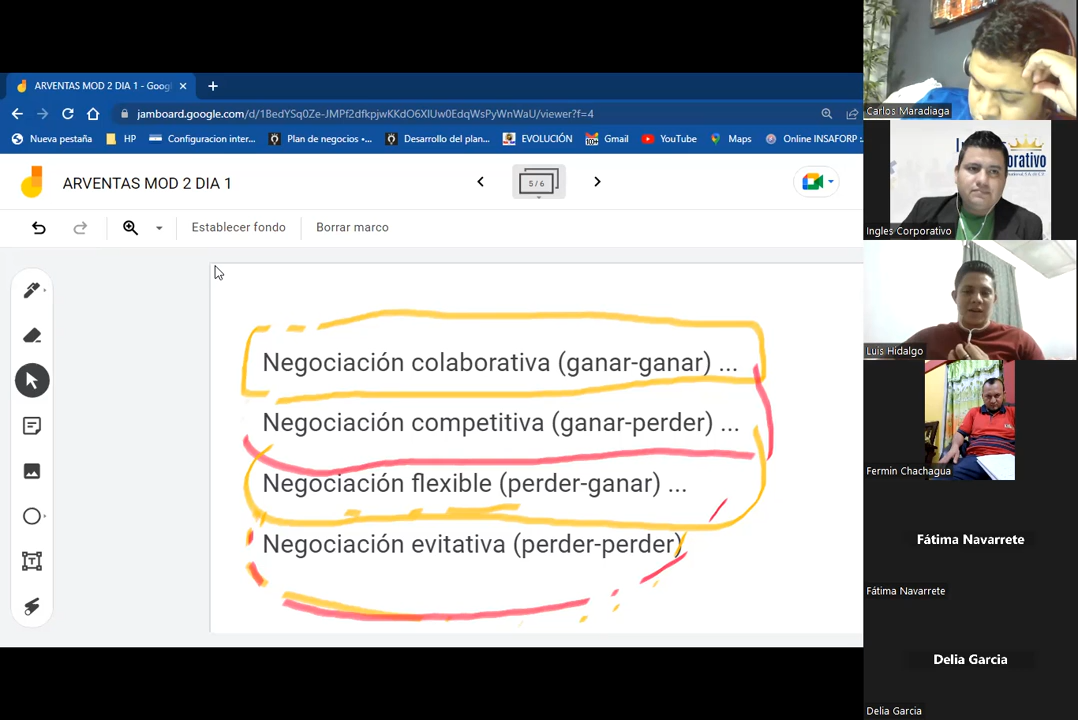 ARVENTAS MOD 2 DIA 1 - Goog
jamboard.google.com/d/1BedYSq0Ze-JMPf2dfkpjwKKdO6XlUw0EdqWsPyWnWaU/viewer?f=4
Nueva pestaña
HP
Configuracion inter...
Plan de negocios •...
Desarrollo del plan...
EVOLUCIÓN
Gmail
YouTube
Maps
Online INSAFORP
ARVENTAS MOD 2 DIA 1
5 / 6
Establecer fondo
Borrar marco
Negociación colaborativa (ganar-ganar) ...
Negociación competitiva (ganar-perder) ...
Negociación flexible (perder-ganar) ...
Negociación evitativa (perder-perder)
Carlos Maradiaga
Ingles Corporativo
Luis Hidalgo
Fermin Chachagua
Fátima Navarrete
Fátima Navarrete
Delia Garcia
Delia Garcia